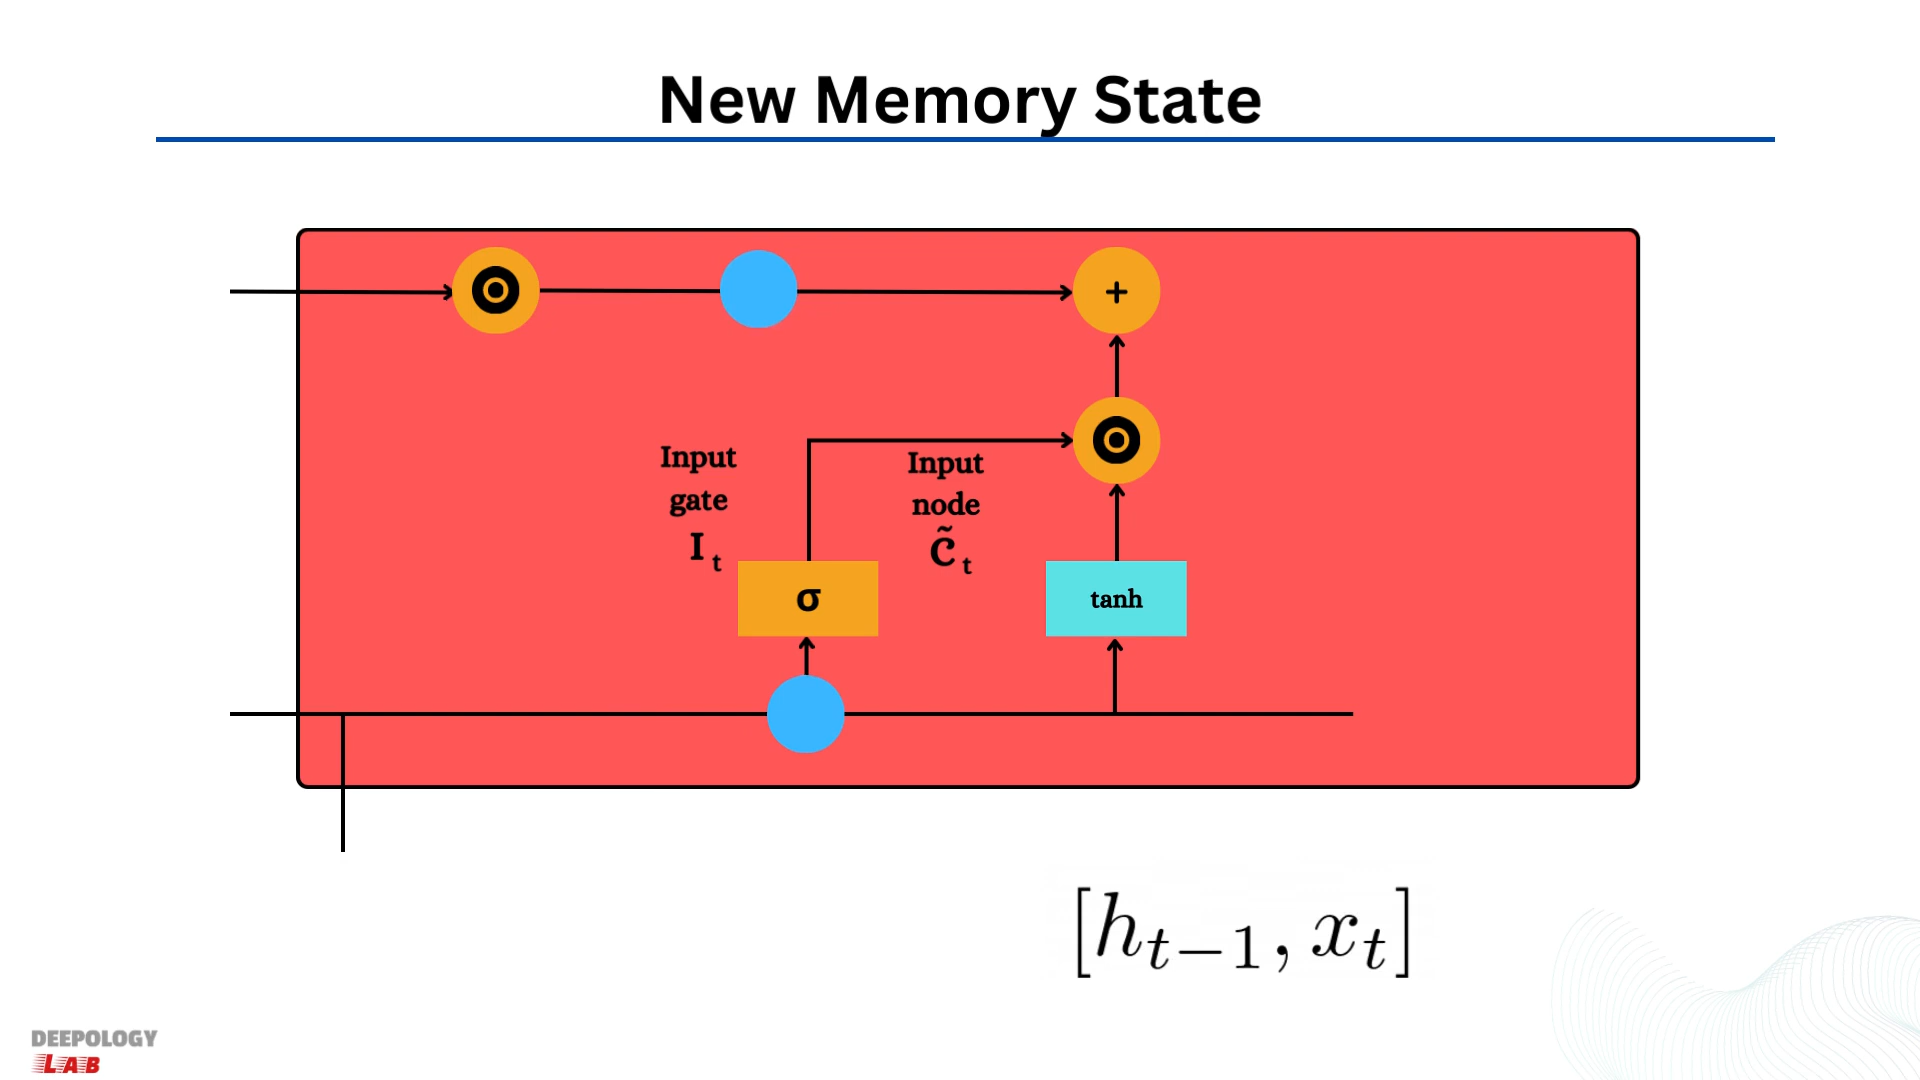 New Memory State
+
Input
gate
I t
Input
node
C̃ t
σ
tanh
[h_{t-1}, x_t]
DEEPOLOGY
LAB